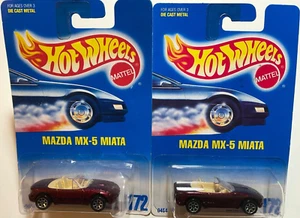 FOR AGES OVER 3
DIE CAST METAL
Hot Wheels
MATTEL
MAZDA MX-5 MIATA
172
FOR AGES OVER 3
DIE CAST METAL
Hot Wheels
MATTEL
MAZDA MX-5 MIATA
9464
172